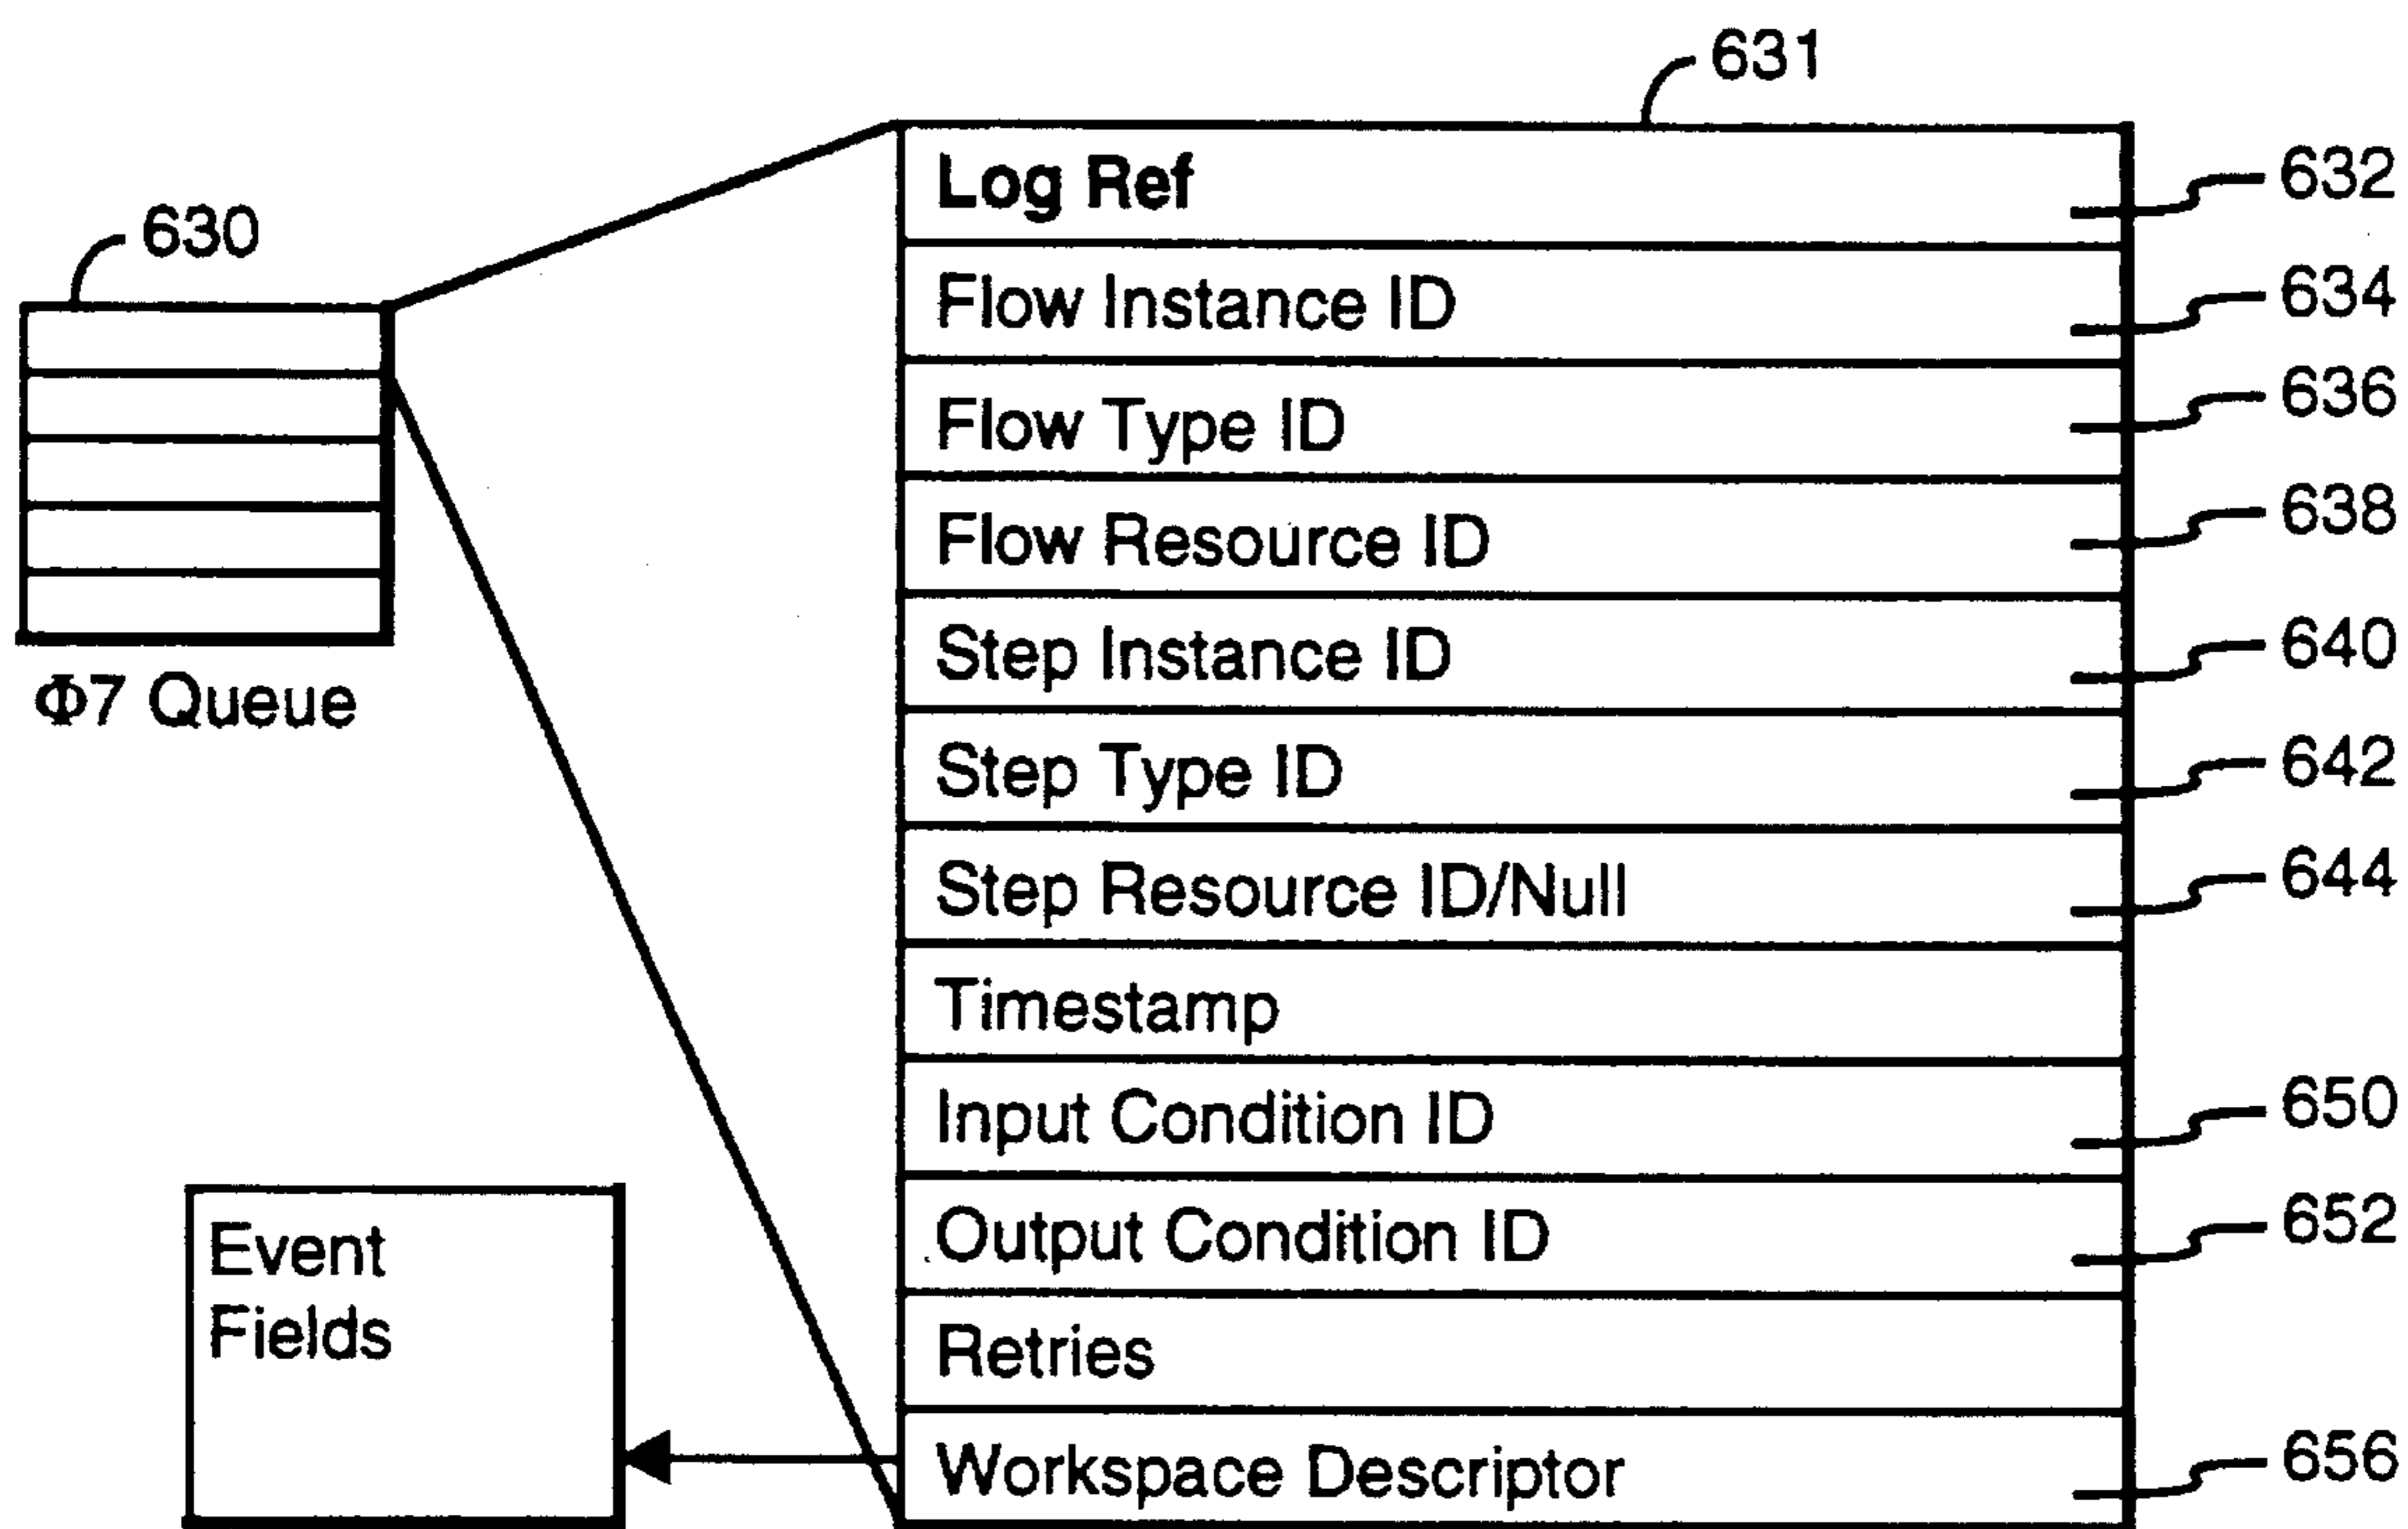 631
Log Ref
632
630
Flow Instance ID
634
Flow Type ID
636
Flow Resource ID
638
Step Instance ID
640
Φ7 Queue
Step Type ID
642
Step Resource ID/Null
644
Timestamp
Input Condition ID
650
Output Condition ID
652
Event
Fields
Retries
Workspace Descriptor
656